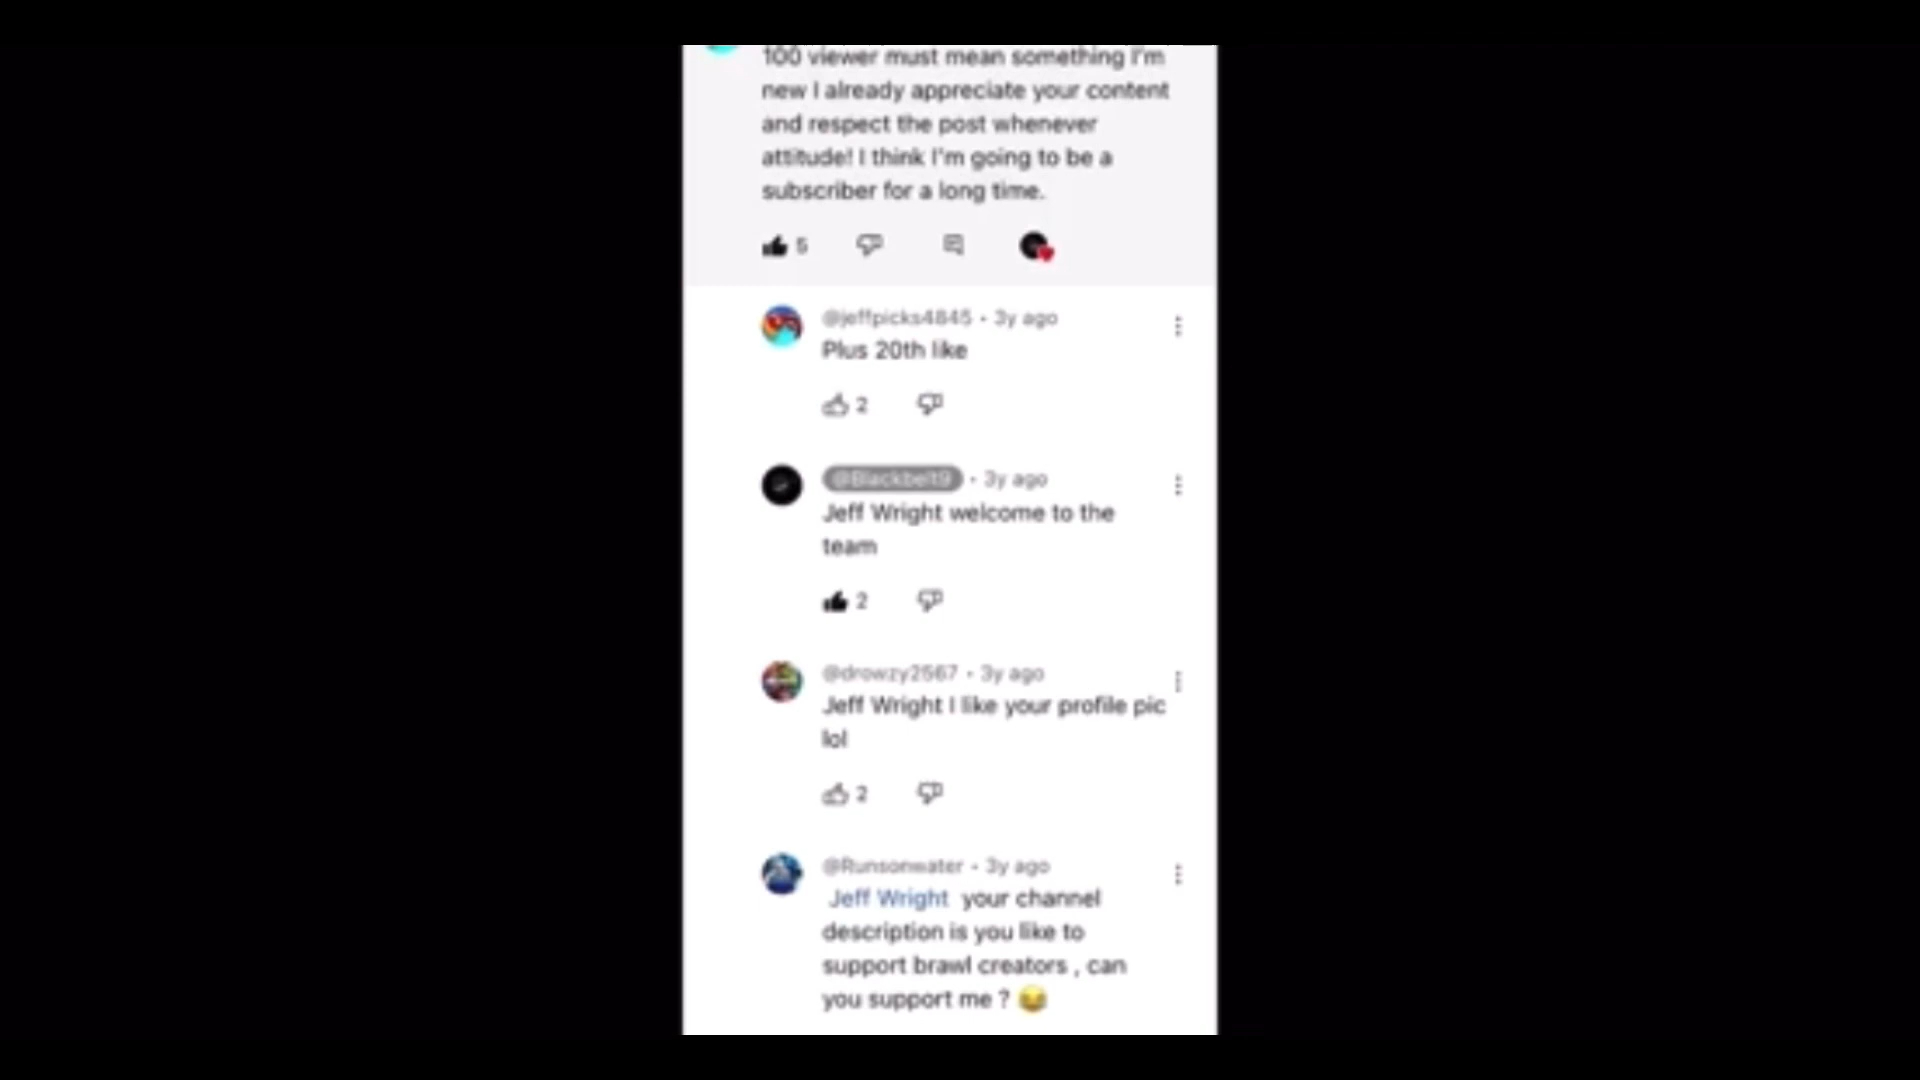 100 viewer must mean something I'm
new I already appreciate your content
and respect the post whenever
attitude! I think I'm going to be a
subscriber for a long time.
5
@jeffpicks4845 • 3y ago
Plus 20th like
2
@Blackbelt9 • 3y ago
Jeff Wright welcome to the
team
2
@drowzy2567 • 3y ago
Jeff Wright I like your profile pic
lol
2
@Runsonwater • 3y ago
Jeff Wright your channel
description is you like to
support brawl creators , can
you support me ? 😂